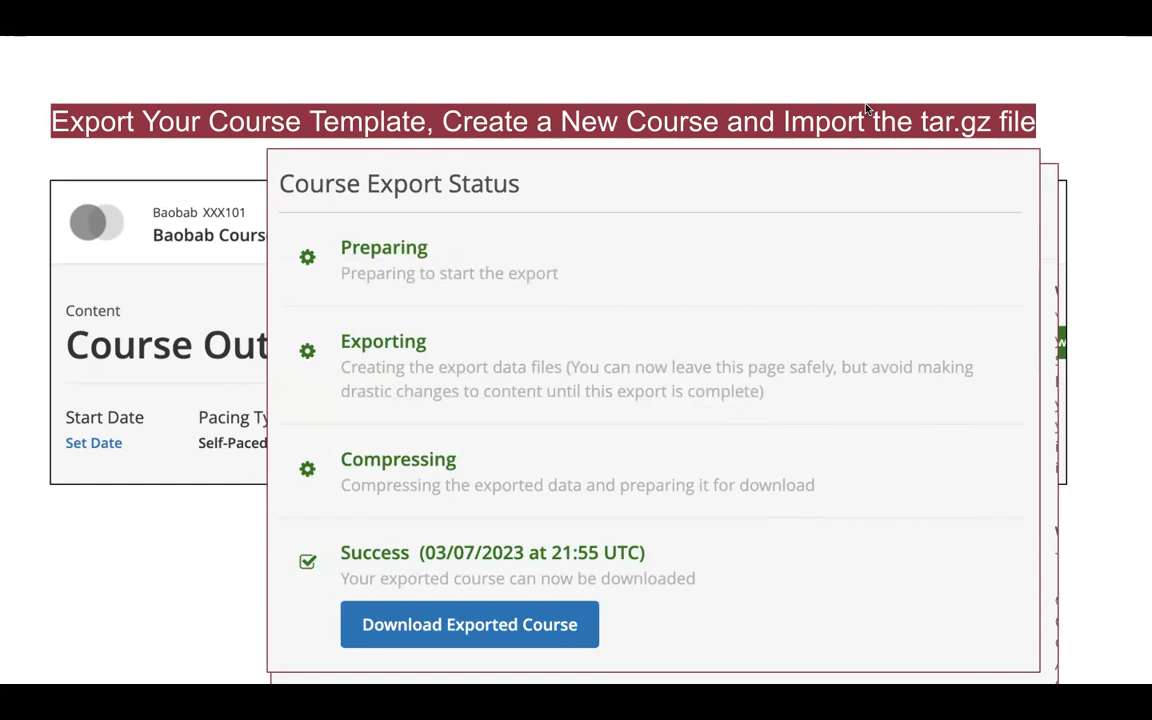 Export Your Course Template, Create a New Course and Import the tar.gz file
Baobab XXX101
Baobab Cours
Content
Course Out
Start Date
Set Date
Pacing Ty
Self-Paced
Course Export Status
Preparing
Preparing to start the export
Exporting
Creating the export data files (You can now leave this page safely, but avoid making
drastic changes to content until this export is complete)
Compressing
Compressing the exported data and preparing it for download
Success (03/07/2023 at 21:55 UTC)
Your exported course can now be downloaded
Download Exported Course